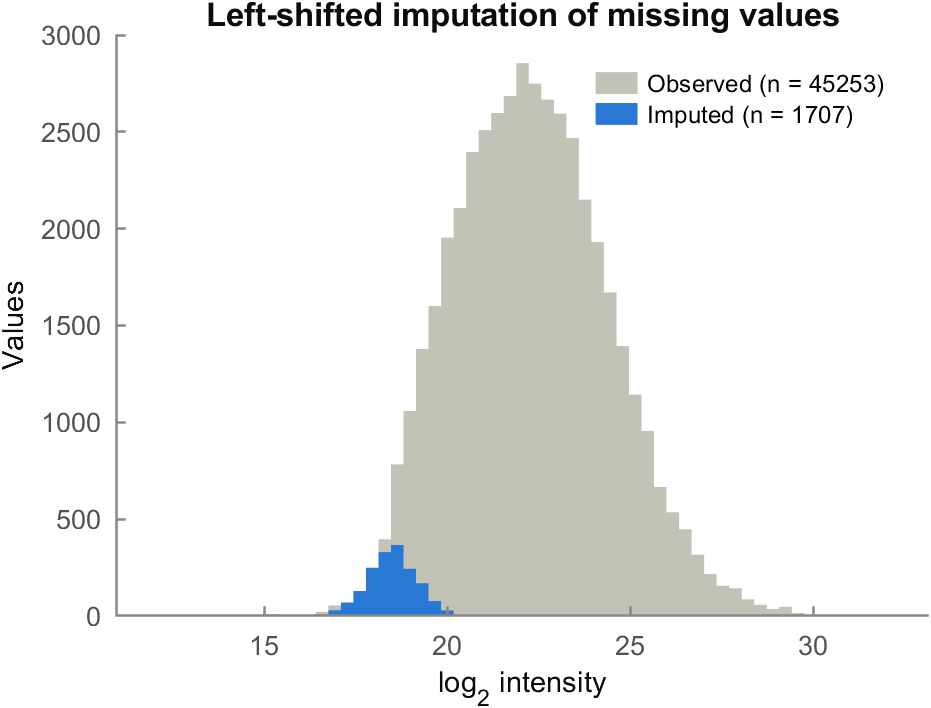 Left-shifted imputation of missing values
3000
2500
2000
1500
1000
500
0
Values
Observed (n = 45253)
Imputed (n = 1707)
15 20 25 30
log2 intensity